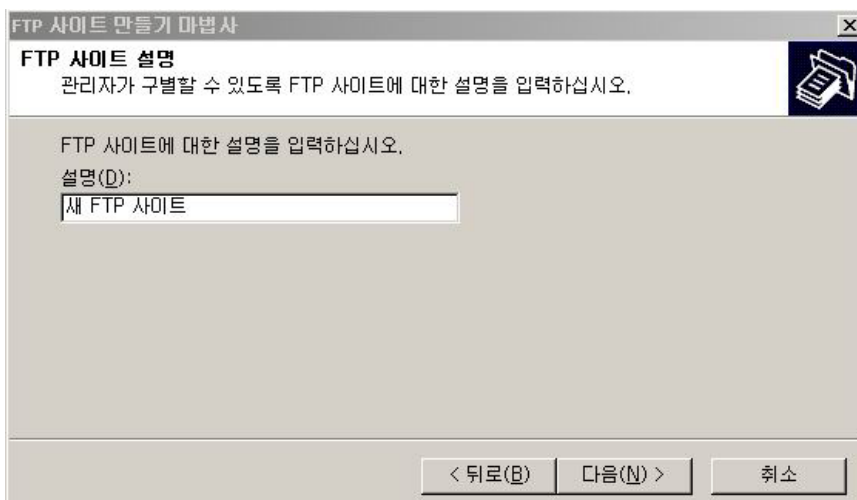 FTP 사이트 만들기 마법사
FTP 사이트 설명
관리자가 구별할 수 있도록 FTP 사이트에 대한 설명을 입력하십시오.
FTP 사이트에 대한 설명을 입력하십시오.
설명(D):
새 FTP 사이트
< 뒤로(B) 다음(N) > 취소